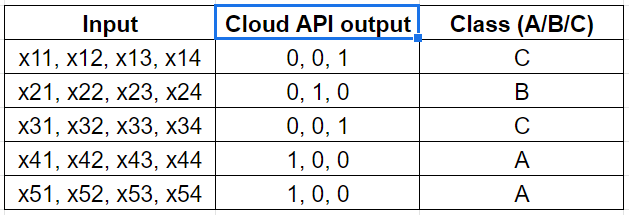 Input Cloud API output Class (A/B/C)
x11, x12, x13, x14 0, 0, 1 C
x21, x22, x23, x24 0, 1, 0 B
x31, x32, x33, x34 0, 0, 1 C
x41, x42, x43, x44 1, 0, 0 A
x51, x52, x53, x54 1, 0, 0 A